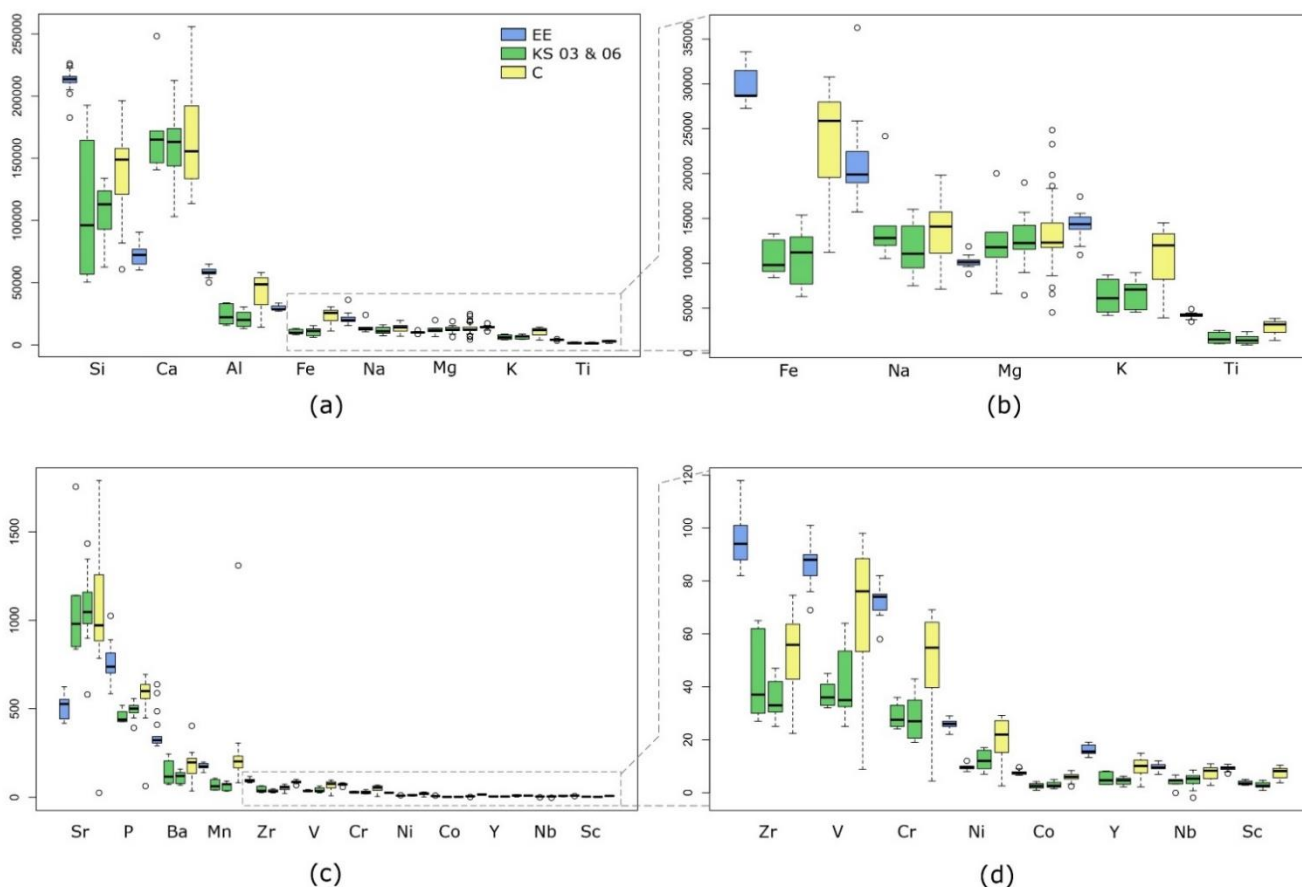 250000
200000
150000
100000
50000
0
EE
KS 03 & 06
C
Si Ca Al Fe Na Mg K Ti
(a)
35000
30000
25000
20000
15000
10000
5000
0
Fe Na Mg K Ti
(b)
1500
1000
500
0
Sr P Ba Mn Zr V Cr Ni Co Y Nb Sc
(c)
120
100
80
60
40
20
0
Zr V Cr Ni Co Y Nb Sc
(d)